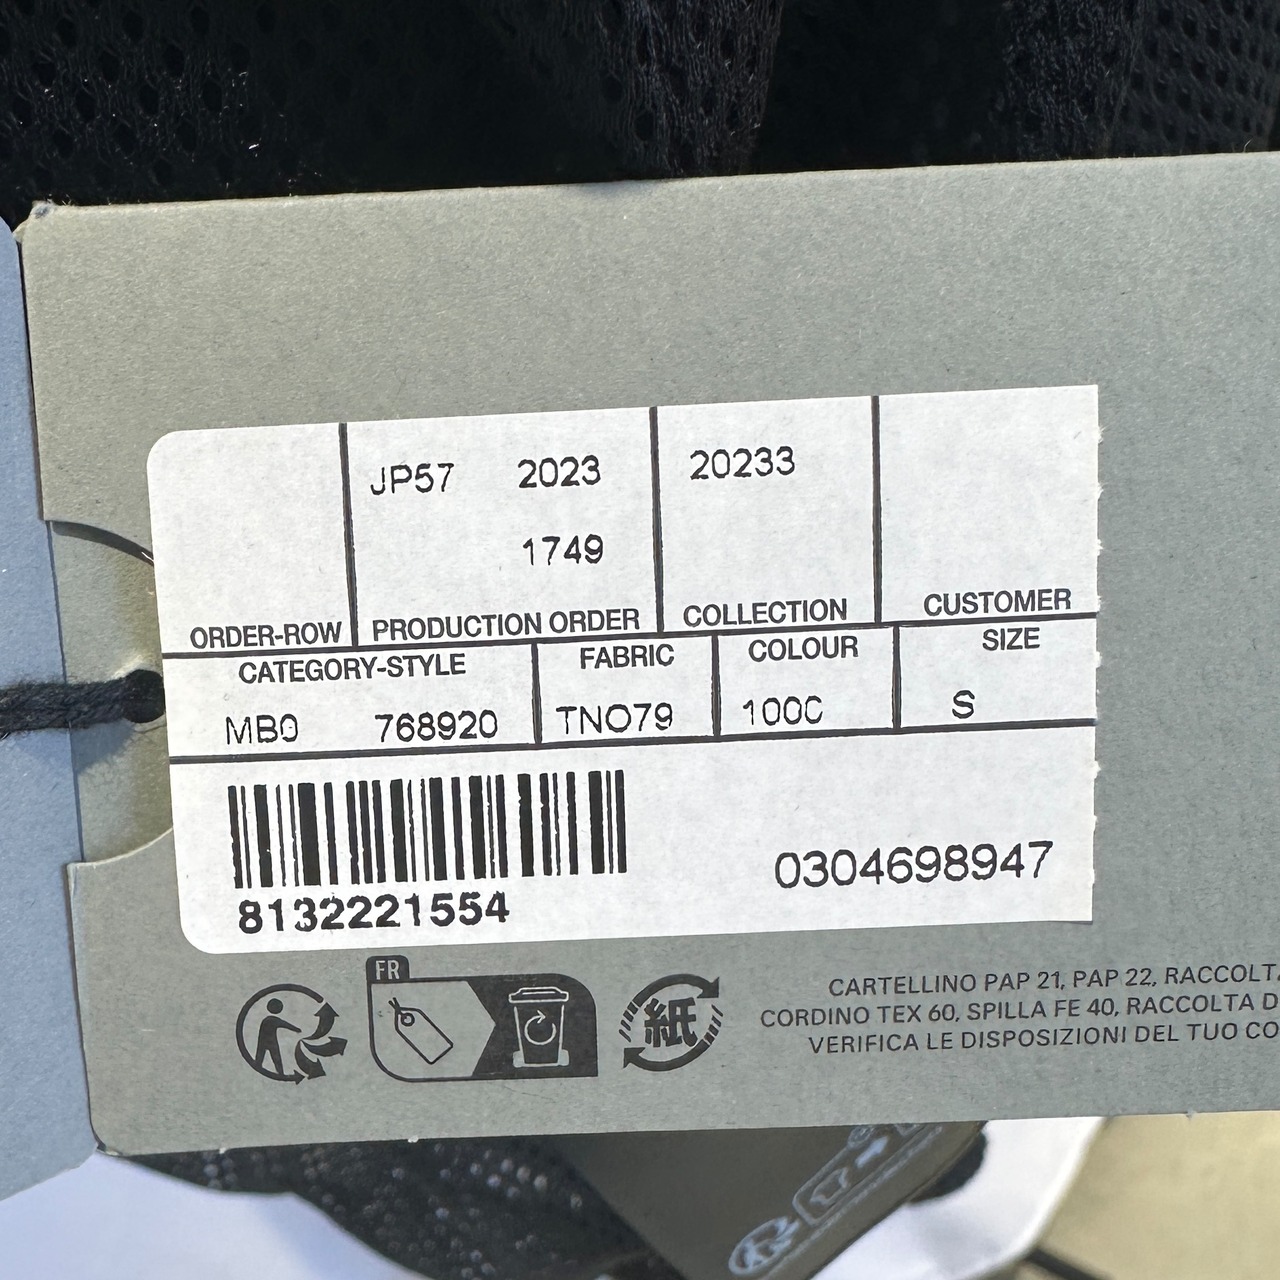 JP57 2023 20233
1749
ORDER-ROW PRODUCTION ORDER COLLECTION CUSTOMER
CATEGORY-STYLE FABRIC COLOUR SIZE
MB0 768920 TNO79 1000 S
8132221554 0304698947
FR
紙
CARTELLINO PAP 21, PAP 22, RACCOLTA
CORDINO TEX 60, SPILLA FE 40, RACCOLTA D
VERIFICA LE DISPOSIZIONI DEL TUO CO